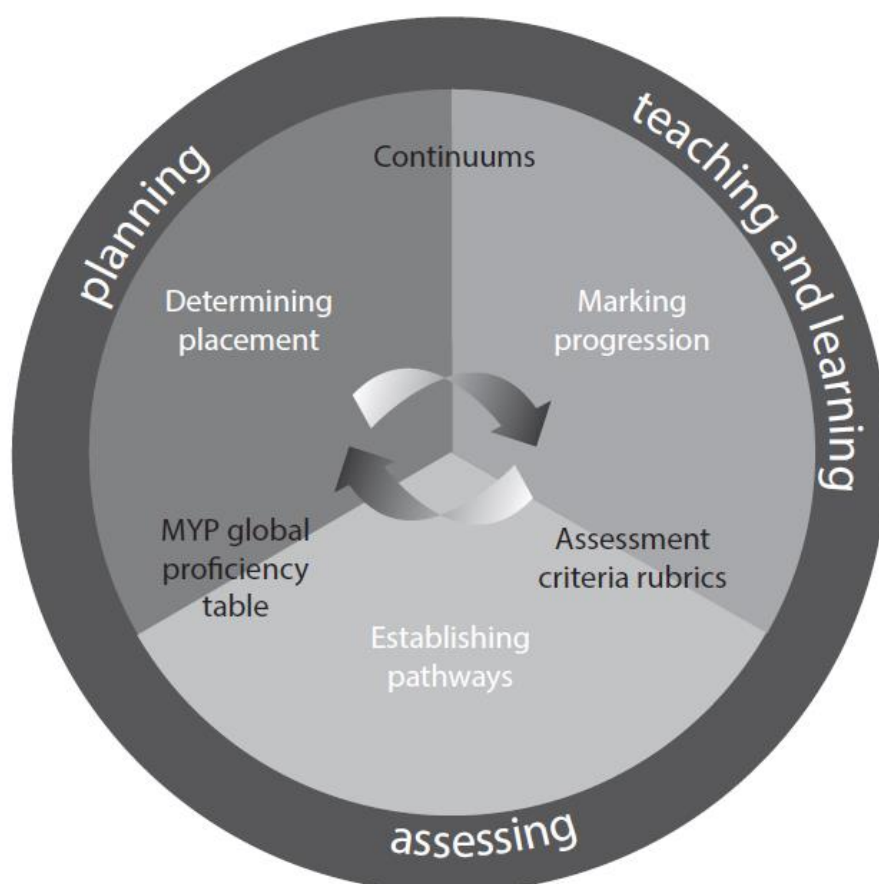 planning
teaching and learning
Continuums
Determining
placement
Marking
progression
MYP global
proficiency
table
Assessment
criteria rubrics
Establishing
pathways
assessing